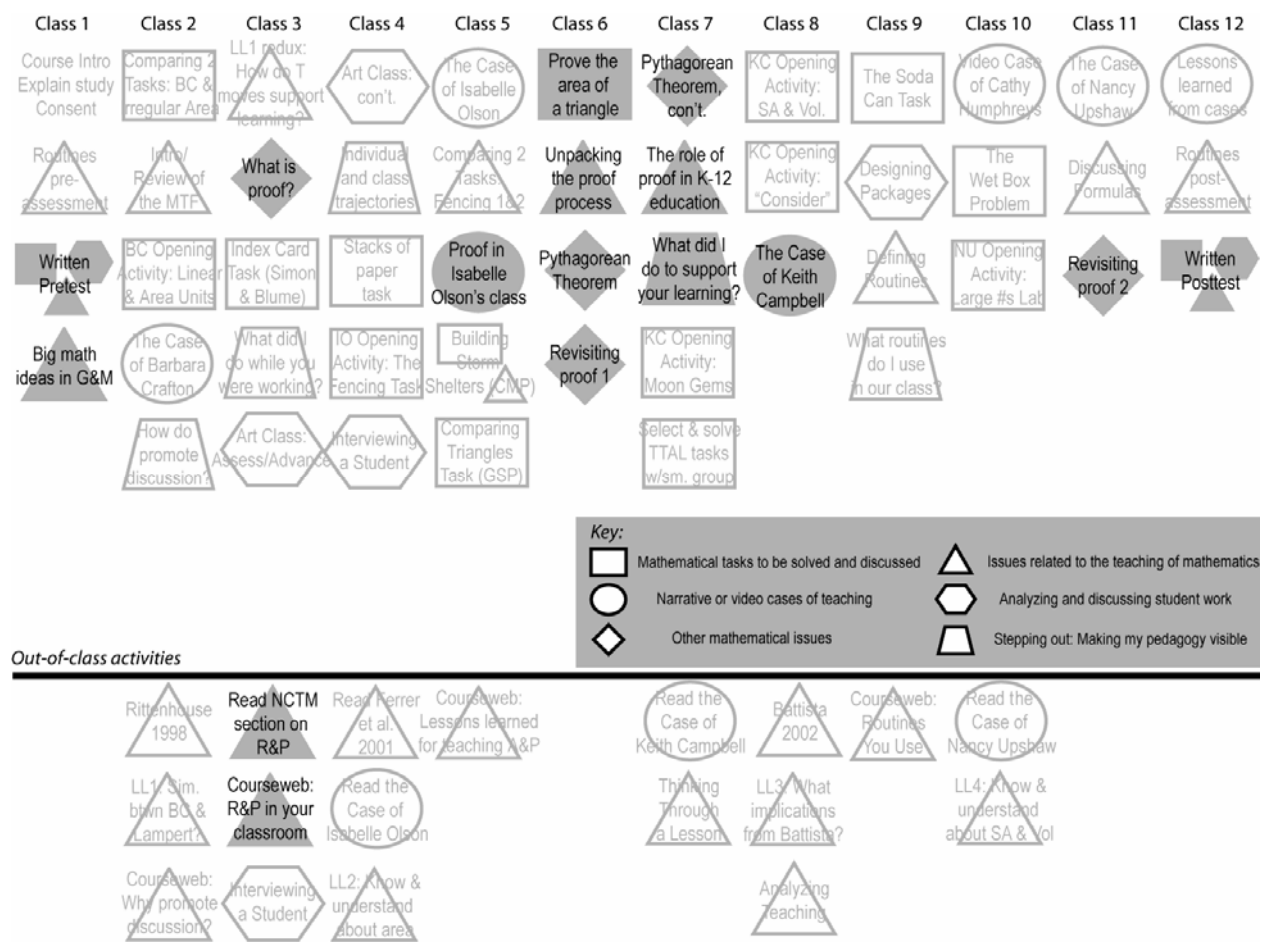 Class 1
Class 2
Class 3
Class 4
Class 5
Class 6
Class 7
Class 8
Class 9
Class 10
Class 11
Class 12
Course Intro
Explain study
Consent
Comparing 2
Tasks: BC &
Irregular Area
LL1 redux:
How do T
moves support
learning?
Art Class:
con't.
The Case
of Isabelle
Olson
Prove the
area of
a triangle
Pythagorean
Theorem,
con't.
KC Opening
Activity:
SA & Vol.
The Soda
Can Task
Video Case
of Cathy
Humphreys
The Case
of Nancy
Upshaw
Lessons
learned
from cases
Routines
pre-
assessment
Intro/
Review of
the MTF
What is
proof?
Individual
and class
trajectories
Comparing 2
Tasks:
Fencing 1&2
Unpacking
the proof
process
The role of
proof in K-12
education
KC Opening
Activity:
"Consider"
Designing
Packages
The
Wet Box
Problem
Discussing
Formulas
Routines
post-
assessment
Written
Pretest
BC Opening
Activity: Linear
& Area Units
Index Card
Task (Simon
& Blume)
Stacks of
paper
task
Proof in
Isabelle
Olson's class
Pythagorean
Theorem
What did I
do to support
your learning?
The Case
of Keith
Campbell
Defining
Routines
NU Opening
Activity:
Large #s Lab
Revisiting
proof 2
Written
Posttest
Big math
ideas in G&M
The Case
of Barbara
Crafton
What did I
do while you
were working?
IO Opening
Activity: The
Fencing Task
Building
Storm
Shelters (CMP)
Revisiting
proof 1
KC Opening
Activity:
Moon Gems
What routines
do I use
in our class?
How do I
promote
discussion?
Art Class:
Assess/Advance
Interviewing
a Student
Comparing
Triangles
Task (GSP)
Select & solve
TTAL tasks
w/sm. group
Key:
Mathematical tasks to be solved and discussed
Issues related to the teaching of mathematics
Narrative or video cases of teaching
Analyzing and discussing student work
Other mathematical issues
Stepping out: Making my pedagogy visible
Out-of-class activities
Rittenhouse
1998
Read NCTM
section on
R&P
Read Ferrer
et al.
2001
Courseweb:
Lessons learned
for teaching A&P
Read the
Case of
Keith Campbell
Battista
2002
Courseweb:
Routines
You Use
Read the
Case of
Nancy Upshaw
LL1: Sim.
btwn BC &
Lampert?
Courseweb:
R&P in your
classroom
Read the
Case of
Isabelle Olson
Thinking
Through
a Lesson
LL3: What
implications
from Battista?
LL4: Know &
understand
about SA & Vol
Courseweb:
Why promote
discussion?
Interviewing
a Student
LL2: Know &
understand
about area
Analyzing
Teaching